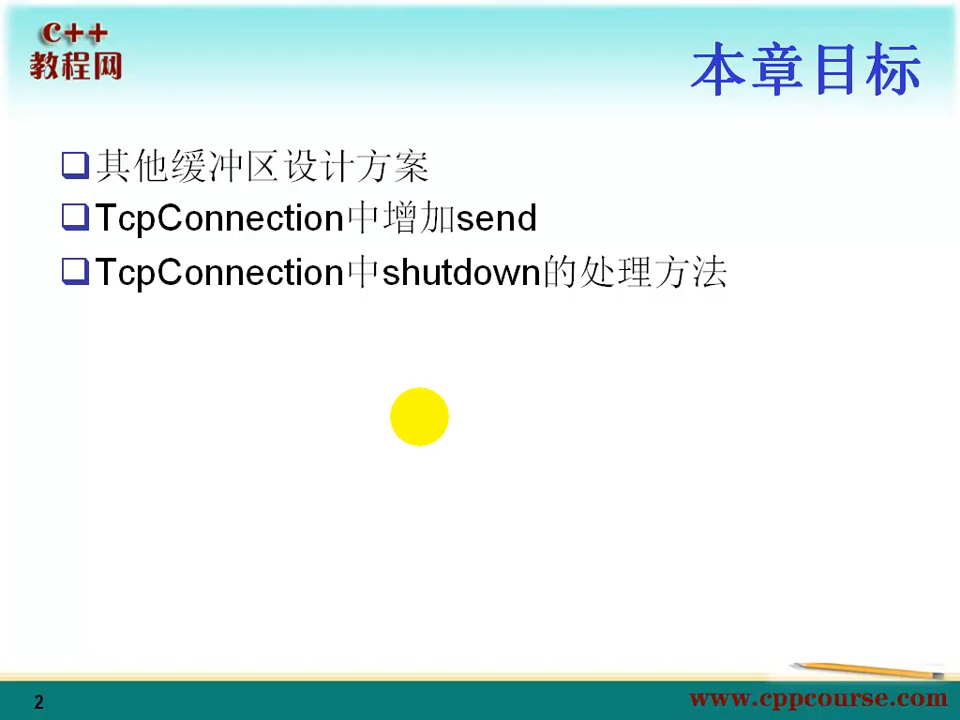 C++
教程网
本章目标
其他缓冲区设计方案
TcpConnection中增加send
TcpConnection中shutdown的处理方法
2
www.cppcourse.com